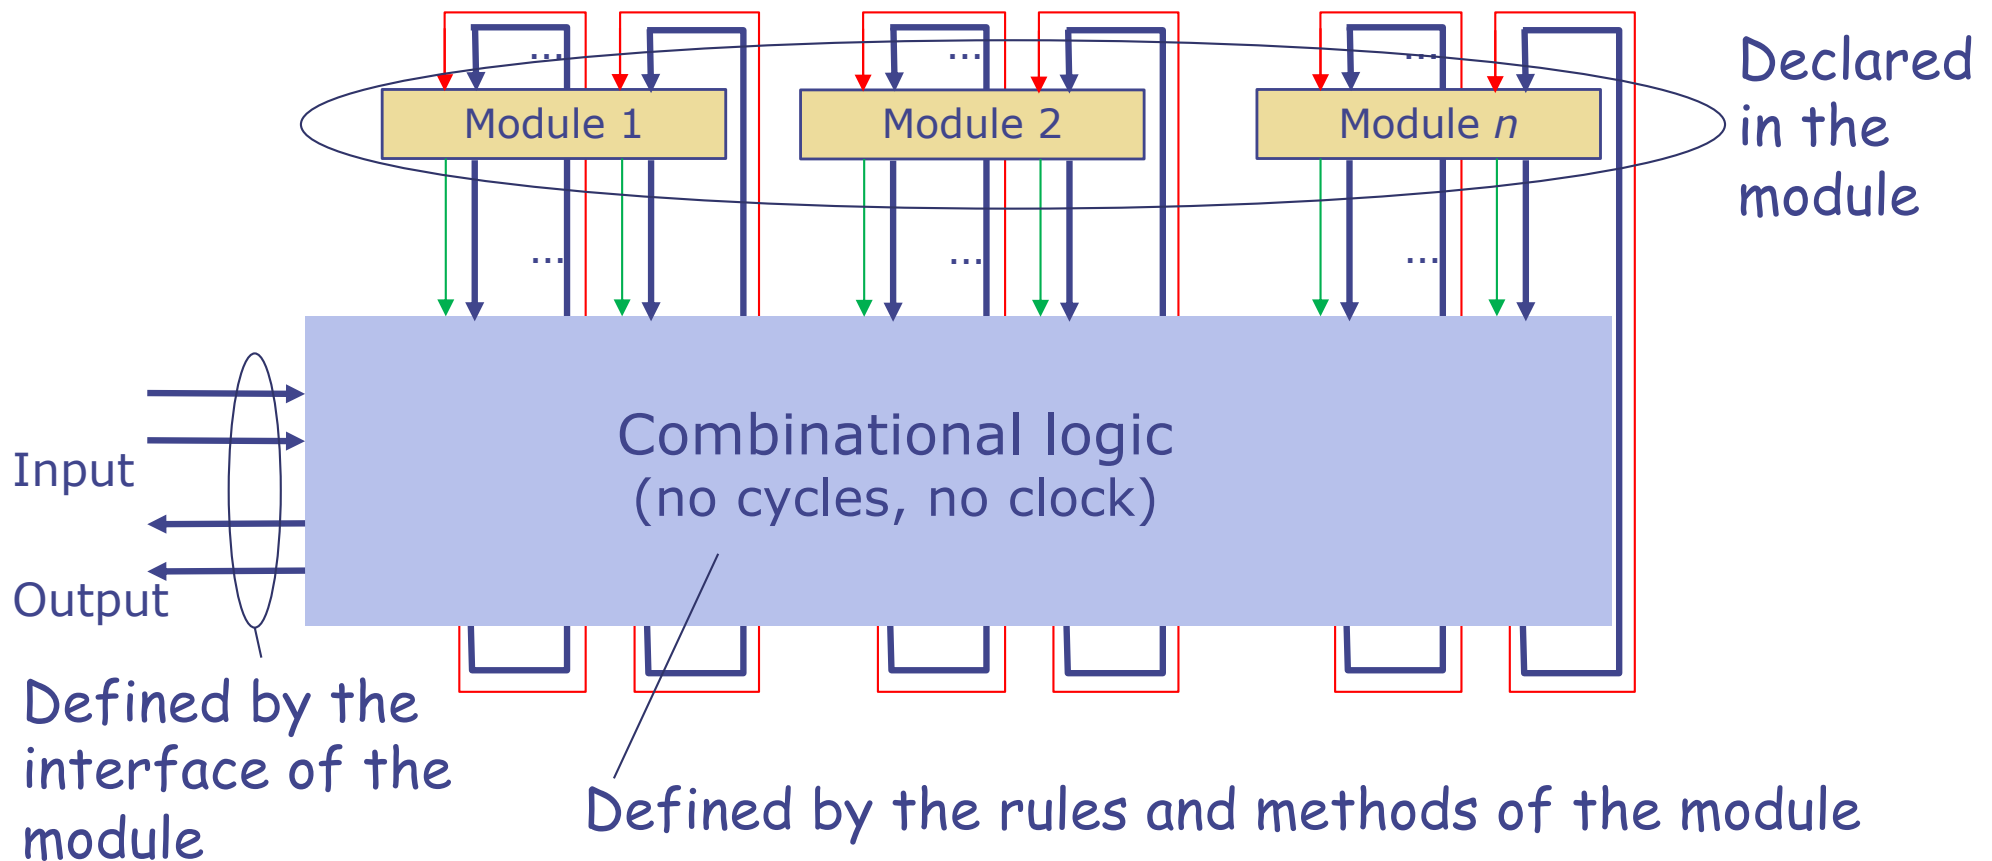 ...
...
...
Module 1
Module 2
Module n
Declared
in the
module
...
...
...
Combinational logic
(no cycles, no clock)
Input
Output
Defined by the
interface of the
module
Defined by the rules and methods of the module